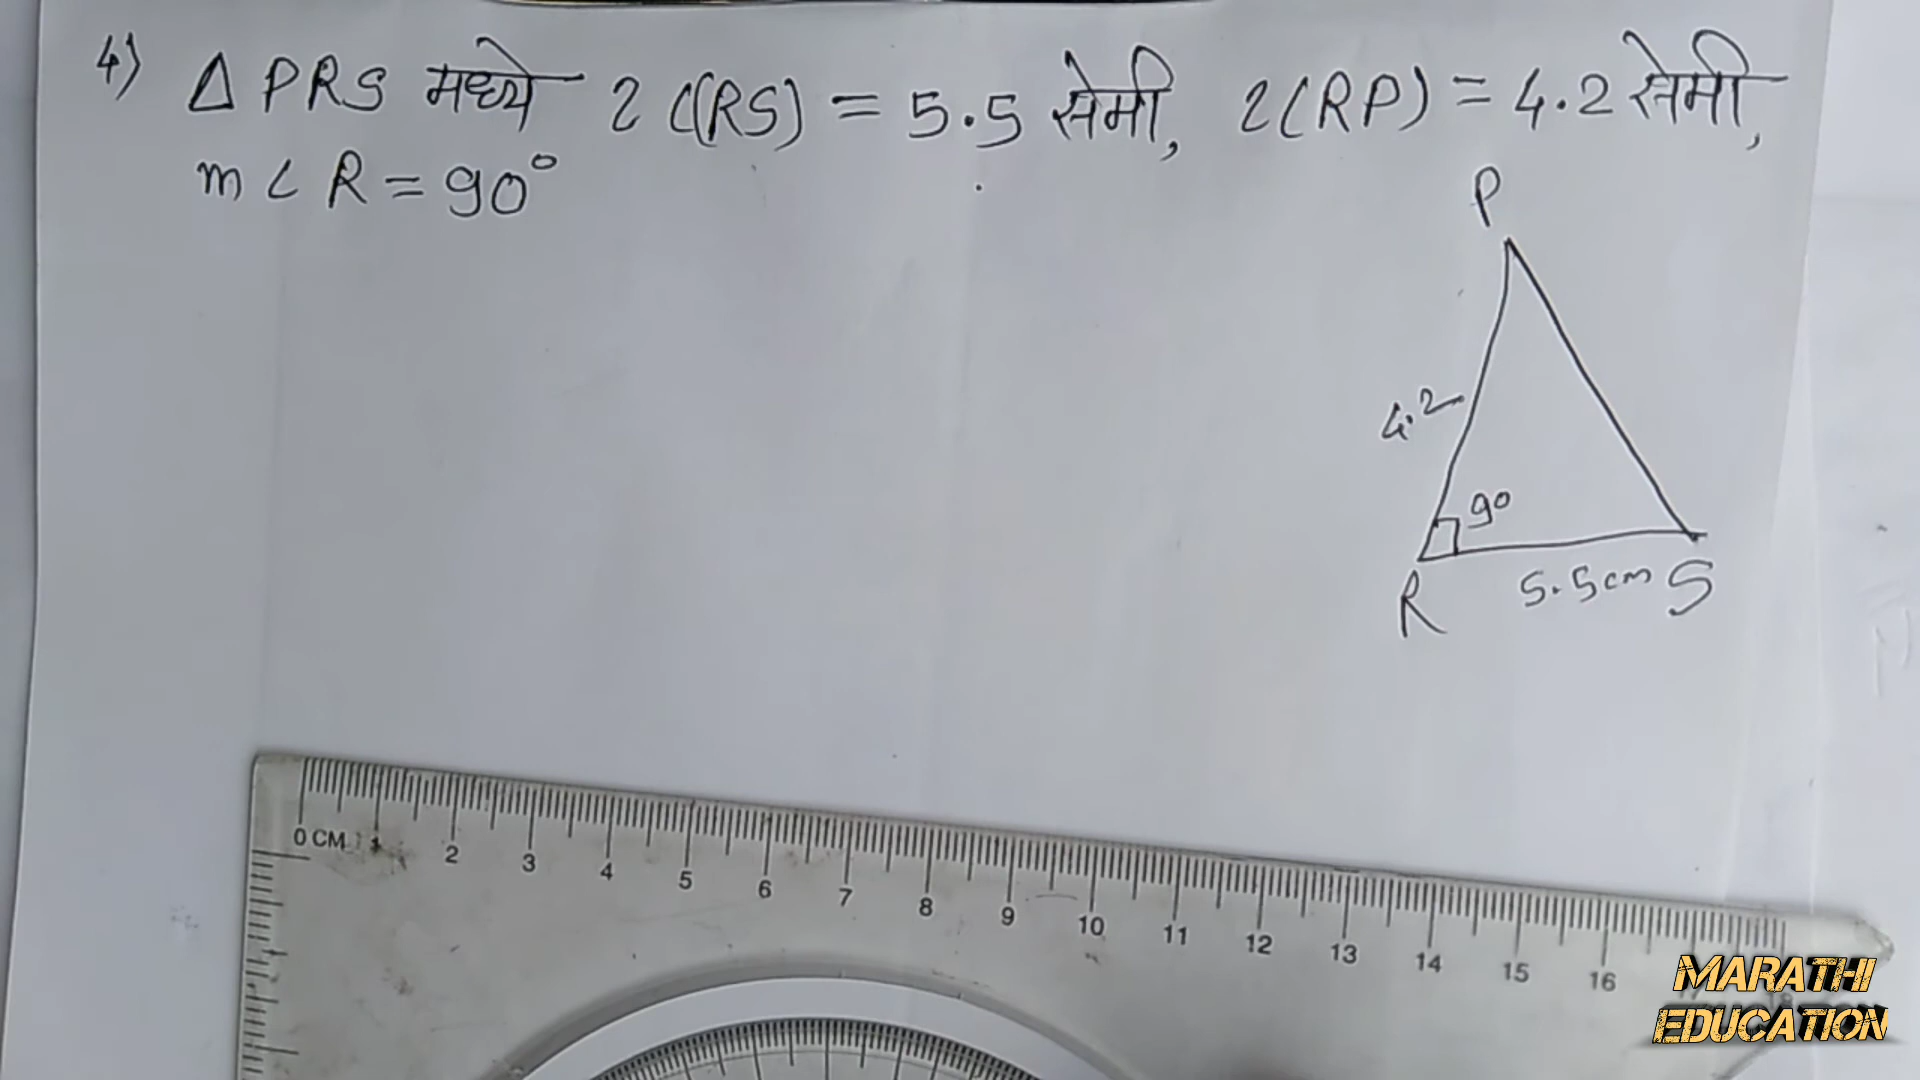 4) Δ PRS मध्ये l(RS) = 5.5 सेमी, l(RP) = 4.2 सेमी,
m∠R = 90°
P
4.2
90
R
5.5cm S
0 CM 1 2 3 4 5 6 7 8 9 10 11 12 13 14 15 16
MARATHI
EDUCATION